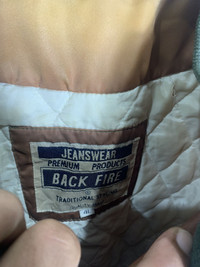 JEANSWEAR
PREMIUM PRODUCTS
BACK FIRE
TRADITIONAL